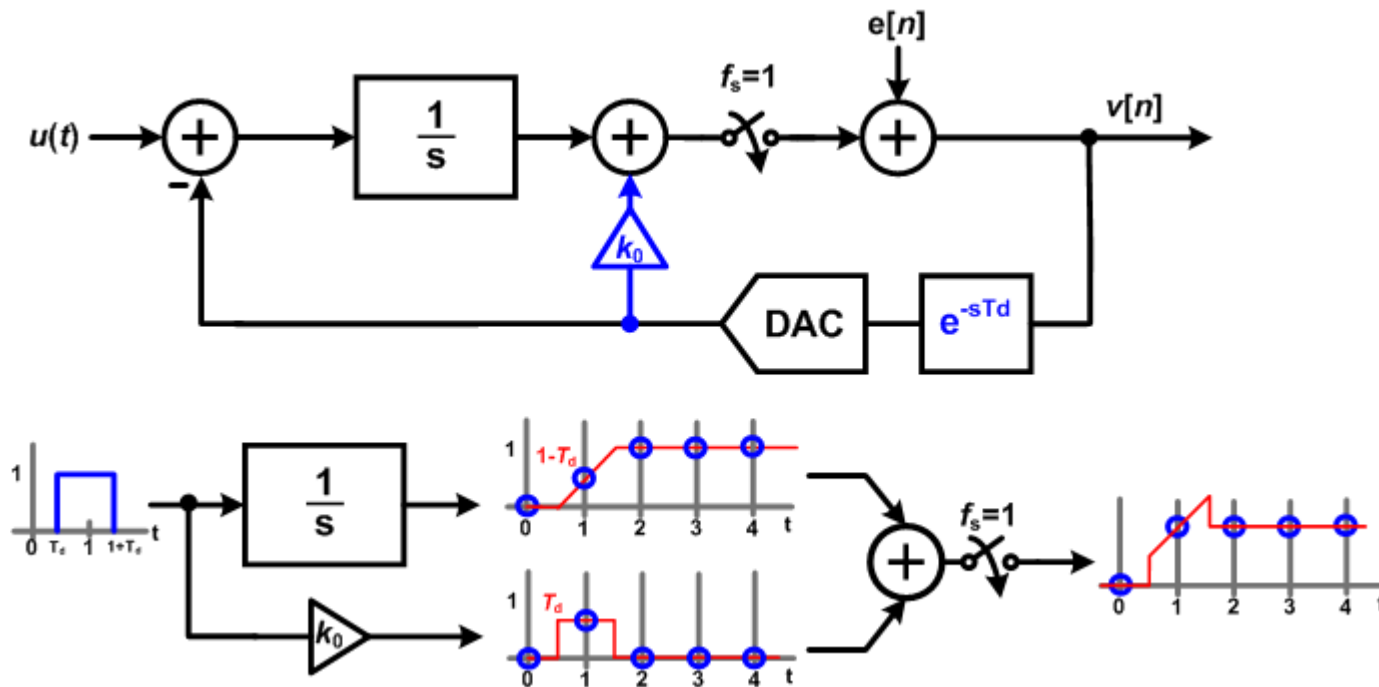 e[n]
fs=1
u(t)
+
1/s
+
+
v[n]
-
k0
DAC
e-sTd
1
0 Td 1 1+Td t
1/s
k0
1
1-Td
0 1 2 3 4 t
1
Td
0 1 2 3 4 t
+
fs=1
0 1 2 3 4